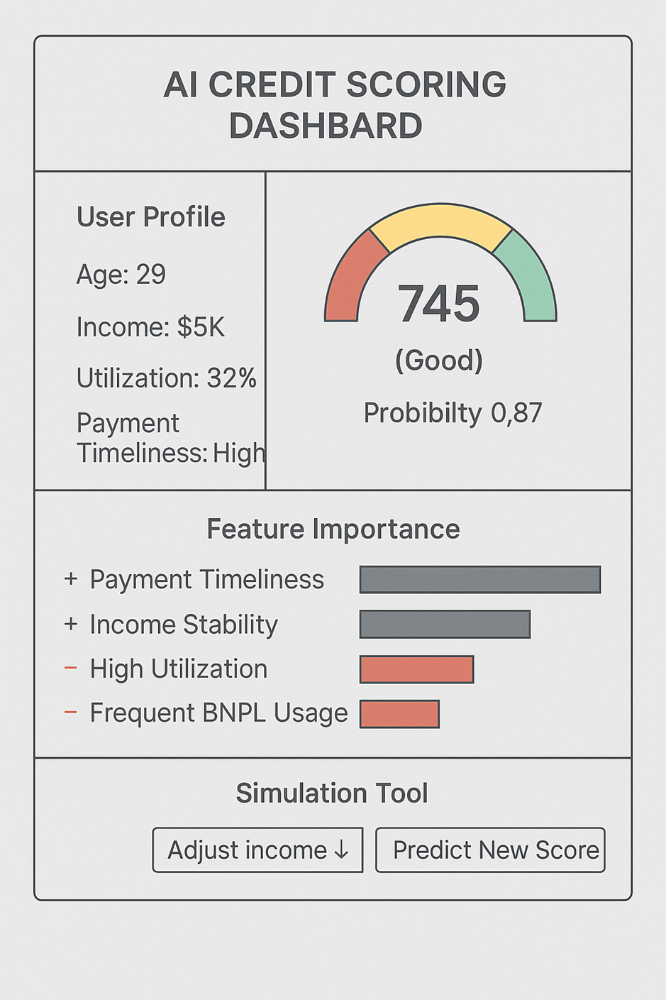 AI CREDIT SCORING
DASHBARD
User Profile
Age: 29
Income: $5K
Utilization: 32%
Payment
Timeliness: High
745
(Good)
Probibilty 0,87
Feature Importance
+ Payment Timeliness
+ Income Stability
− High Utilization
− Frequent BNPL Usage
Simulation Tool
Adjust income ↓
Predict New Score